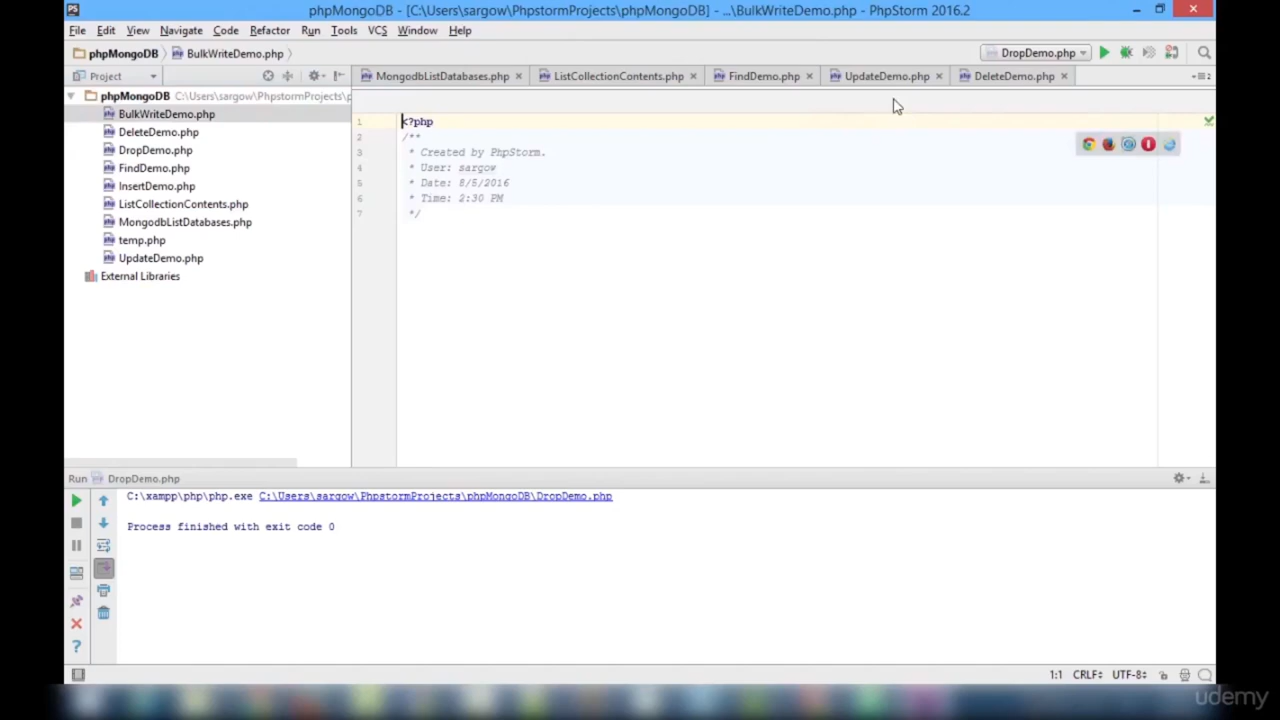 PS phpMongoDB - [C:\Users\sargow\PhpstormProjects\phpMongoDB] - ...\BulkWriteDemo.php - PhpStorm 2016.2
File Edit View Navigate Code Refactor Run Tools VCS Window Help
phpMongoDB BulkWriteDemo.php DropDemo.php
Project MongodbListDatabases.php ListCollectionContents.php FindDemo.php UpdateDemo.php DeleteDemo.php
phpMongoDB C:\Users\sargow\PhpstormProjects\p
BulkWriteDemo.php
DeleteDemo.php
DropDemo.php
FindDemo.php
InsertDemo.php
ListCollectionContents.php
MongodbListDatabases.php
temp.php
UpdateDemo.php
External Libraries
1 <?php
2 /**
3 * Created by PhpStorm.
4 * User: sargow
5 * Date: 8/5/2016
6 * Time: 2:30 PM
7 */
Run DropDemo.php
C:\xampp\php\php.exe C:\Users\sargow\PhpstormProjects\phpMongoDB\DropDemo.php
Process finished with exit code 0
1:1 CRLF UTF-8
udemy